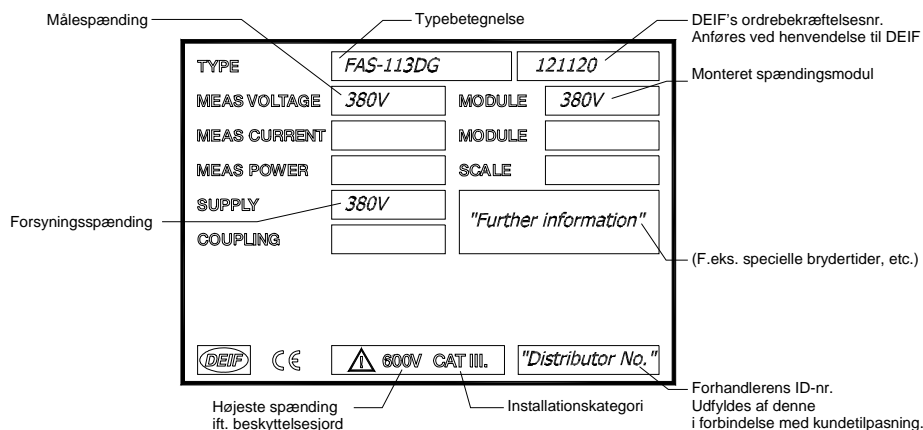 Målespænding
Typebetegnelse
DEIF's ordrebekræftelsesnr.
Anføres ved henvendelse til DEIF
TYPE FAS-113DG 121120
Monteret spændingsmodul
MEAS VOLTAGE 380V MODULE 380V
MEAS CURRENT MODULE
MEAS POWER SCALE
SUPPLY 380V
"Further information"
Forsyningsspænding
COUPLING
(F.eks. specielle brydertider, etc.)
DEIF CE 600V CAT III. "Distributor No."
Højeste spænding
ift. beskyttelsesjord
Installationskategori
Forhandlerens ID-nr.
Udfyldes af denne
i forbindelse med kundetilpasning.